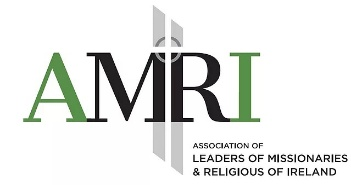 AMRI
ASSOCIATION OF
LEADERS OF MISSIONARIES
& RELIGIOUS OF IRELAND